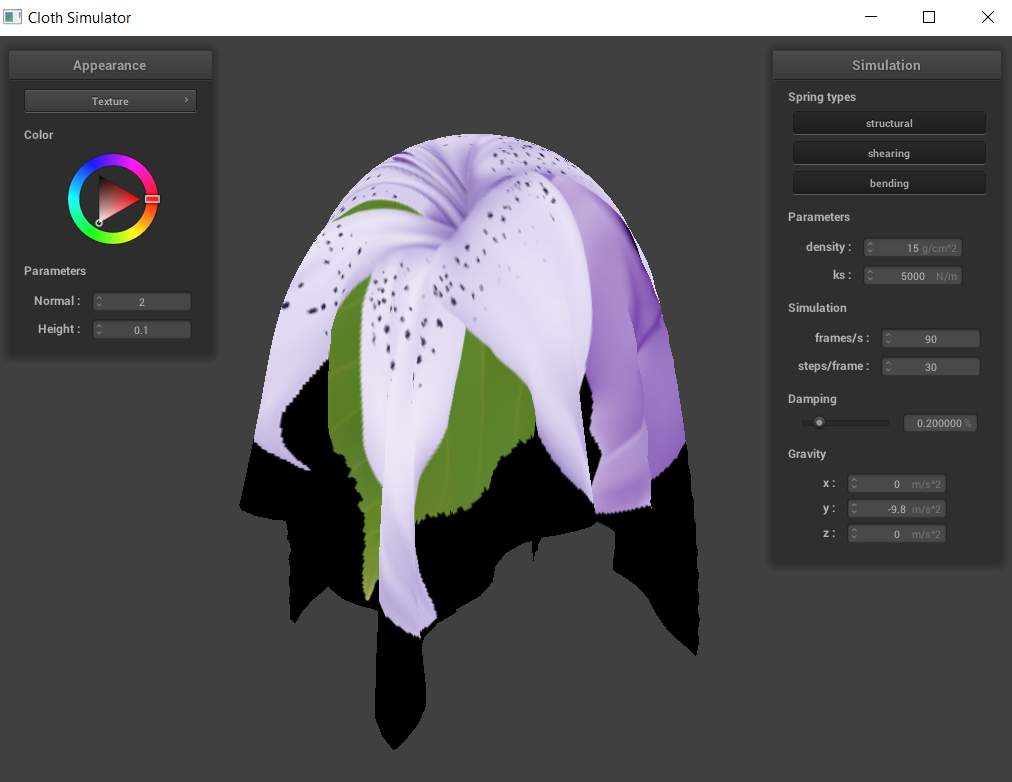 Cloth Simulator
Appearance
Texture
Color
Parameters
Normal : 2
Height : 0.1
Simulation
Spring types
structural
shearing
bending
Parameters
density : 15 g/cm^2
ks : 5000 N/m
Simulation
frames/s : 90
steps/frame : 30
Damping
0.200000 %
Gravity
x : 0 m/s^2
y : -9.8 m/s^2
z : 0 m/s^2